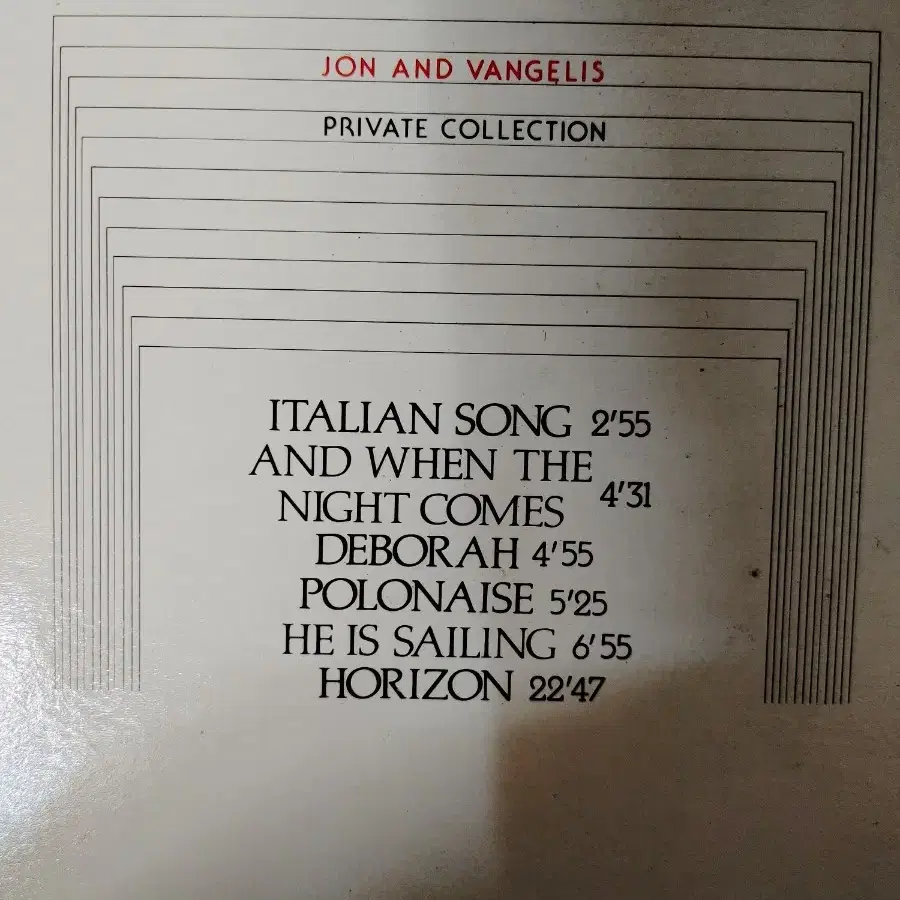 JON AND VANGELIS
PRIVATE COLLECTION
ITALIAN SONG 2'55
AND WHEN THE
NIGHT COMES 4'31
DEBORAH 4'55
POLONAISE 5'25
HE IS SAILING 6'55
HORIZON 22'47